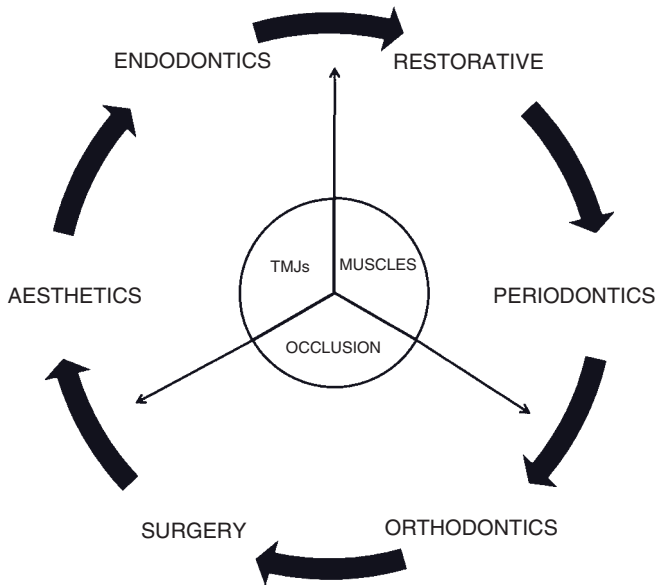 ENDODONTICS
RESTORATIVE
TMJs
MUSCLES
AESTHETICS
PERIODONTICS
OCCLUSION
SURGERY
ORTHODONTICS